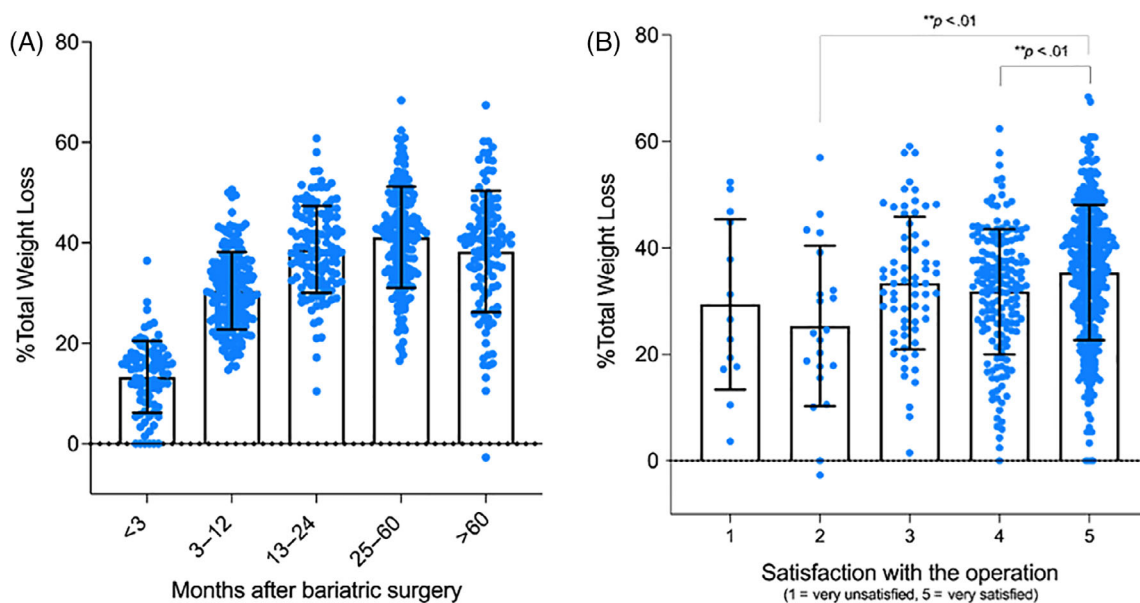 (A)
80
60
40
20
0
%Total Weight Loss
<3
3–12
13–24
25–60
>60
Months after bariatric surgery
(B)
**p <.01
**p <.01
80
60
40
20
0
%Total Weight Loss
1 2 3 4 5
Satisfaction with the operation
(1 = very unsatisfied, 5 = very satisfied)